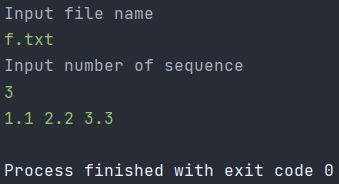 Input file name
f.txt
Input number of sequence
3
1.1 2.2 3.3
Process finished with exit code 0